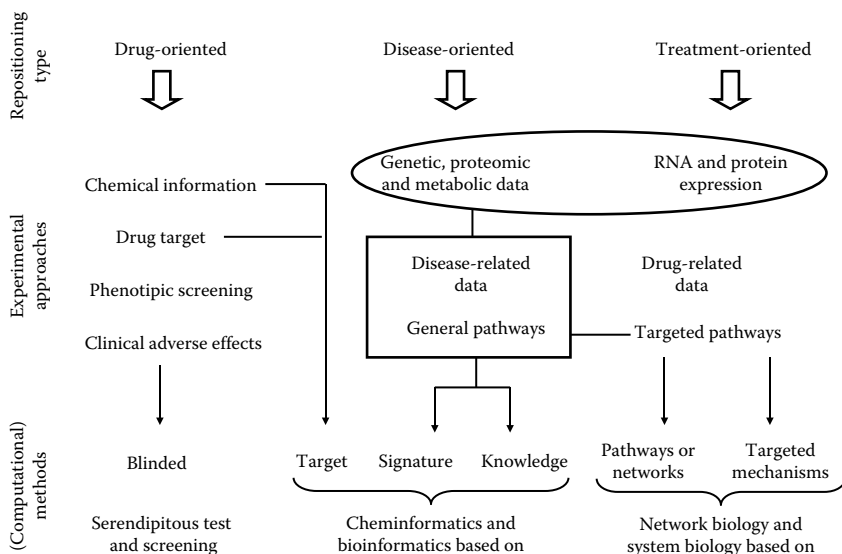 Repositioning
type
Drug-oriented
Disease-oriented
Treatment-oriented
Experimental
approaches
Genetic, proteomic
and metabolic data
RNA and protein
expression
Chemical information
Drug target
Phenotipic screening
Clinical adverse effects
Disease-related
data
General pathways
Drug-related
data
Targeted pathways
(Computational)
methods
Blinded
Target
Signature
Knowledge
Pathways or
networks
Targeted
mechanisms
Serendipitous test
and screening
Cheminformatics and
bioinformatics based on
Network biology and
system biology based on